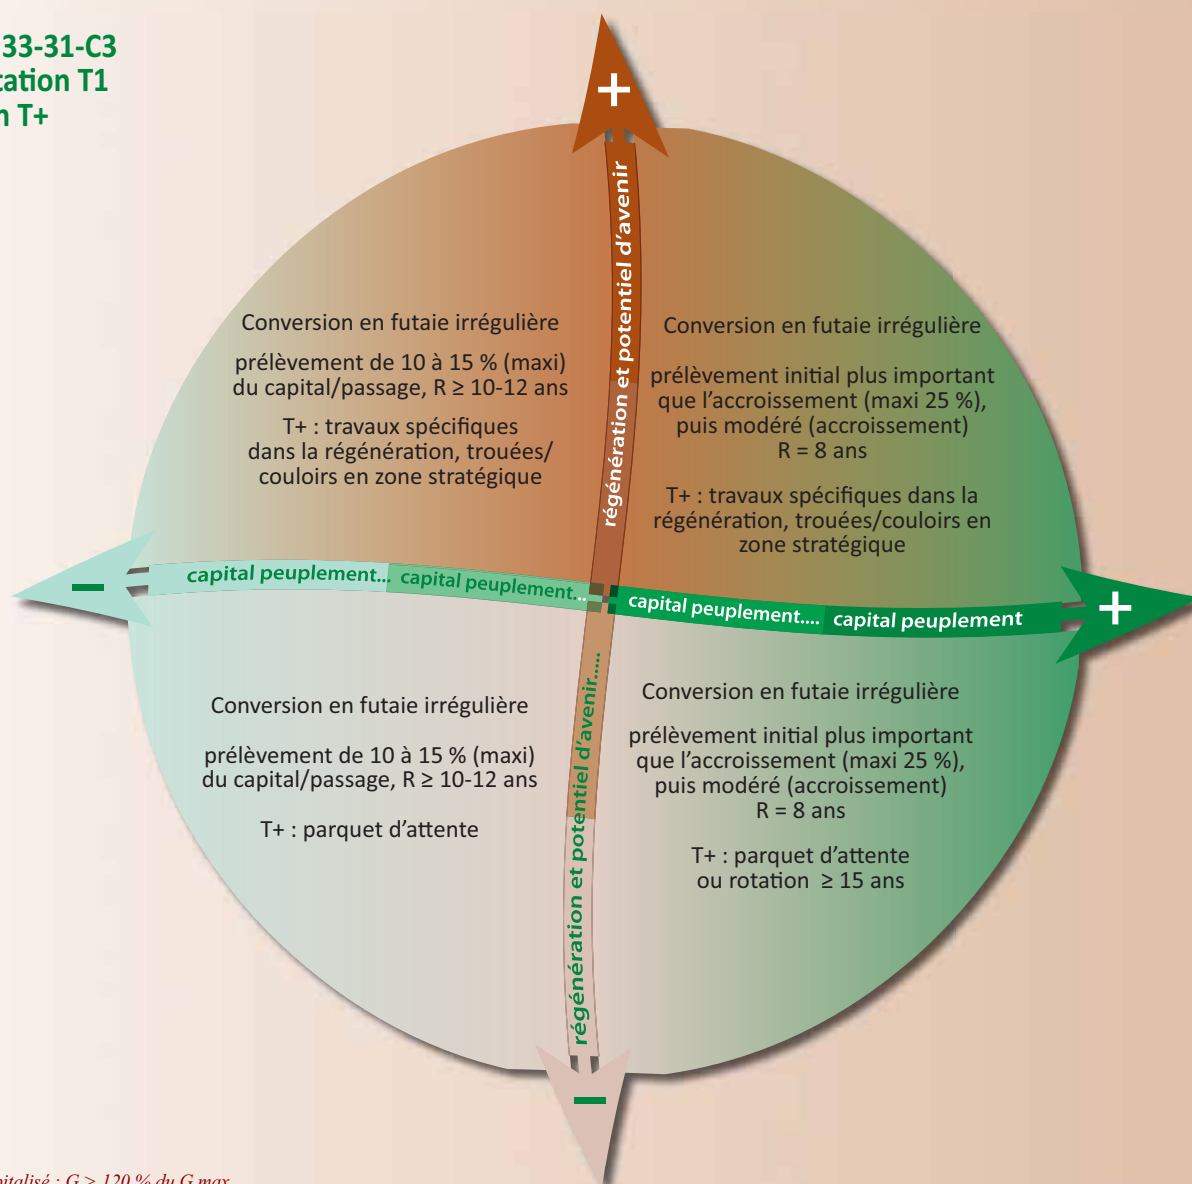 33-31-C3
T1
T+
+
régénération et potentiel d'avenir
Conversion en futaie irrégulière
prélèvement de 10 à 15 % (maxi)
du capital/passage, R ≥ 10-12 ans
T+ : travaux spécifiques
dans la régénération, trouées/
couloirs en zone stratégique
Conversion en futaie irrégulière
prélèvement initial plus important
que l'accroissement (maxi 25 %),
puis modéré (accroissement)
R = 8 ans
T+ : travaux spécifiques dans la
régénération, trouées/couloirs en
zone stratégique
–
capital peuplement... capital peuplement...
capital peuplement.... capital peuplement
+
Conversion en futaie irrégulière
prélèvement de 10 à 15 % (maxi)
du capital/passage, R ≥ 10-12 ans
T+ : parquet d'attente
régénération et potentiel d'avenir.....
Conversion en futaie irrégulière
prélèvement initial plus important
que l'accroissement (maxi 25 %),
puis modéré (accroissement)
R = 8 ans
T+ : parquet d'attente
ou rotation ≥ 15 ans
–
: G > 120 % du G max